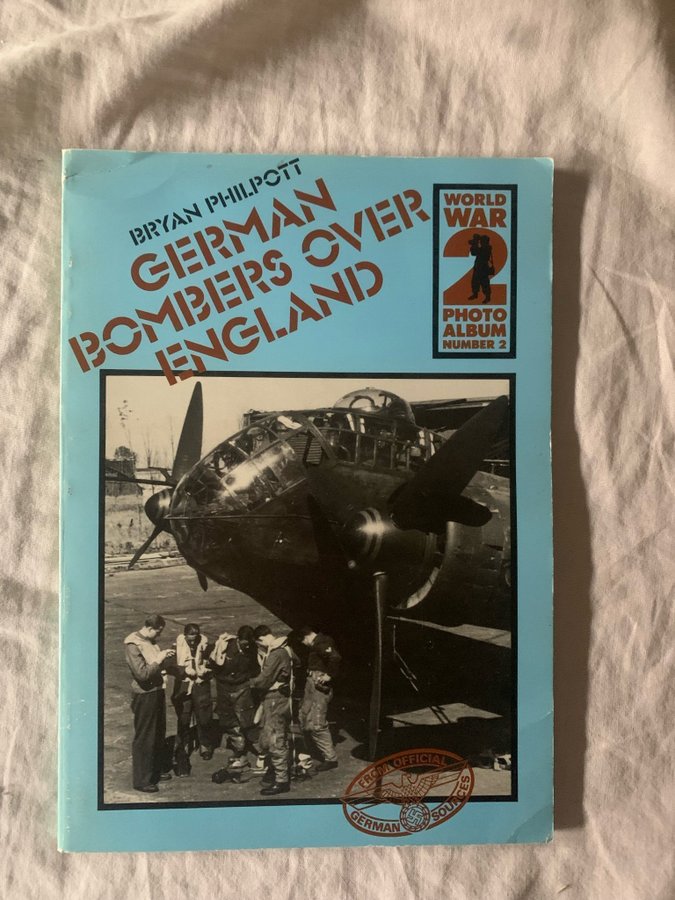 BRYAN PHILPOTT
GERMAN
BOMBERS OVER
ENGLAND
WORLD
WAR
2
PHOTO
ALBUM
NUMBER 2
FROM OFFICIAL
GERMAN SOURCES